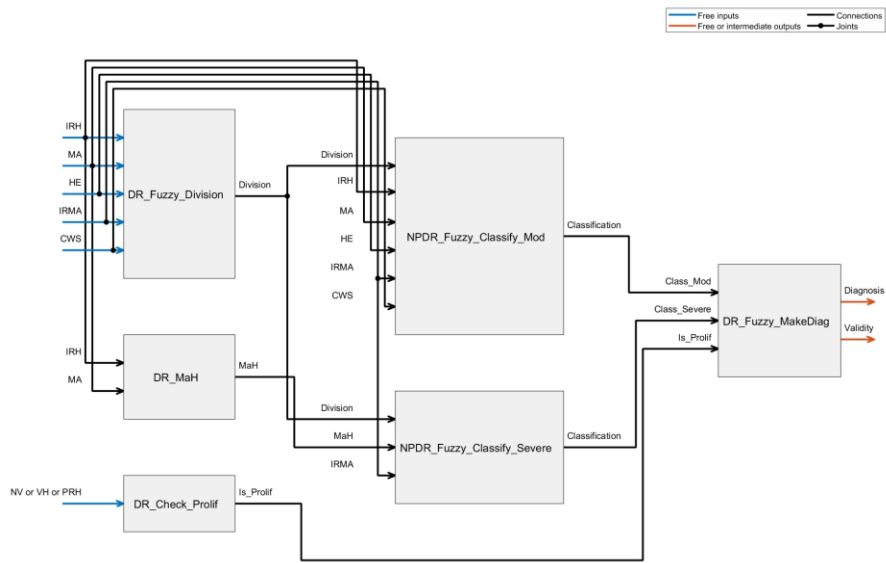 Free inputs
Connections
Free or intermediate outputs
Joints
IRH
MA
HE
IRMA
CWS
DR_Fuzzy_Division
Division
Division
IRH
MA
HE
IRMA
CWS
NPDR_Fuzzy_Classify_Mod
Classification
Class_Mod
Class_Severe
Is_Prolif
DR_Fuzzy_MakeDiag
Diagnosis
Validity
IRH
MA
DR_MaH
MaH
Division
MaH
IRMA
NPDR_Fuzzy_Classify_Severe
Classification
NV or VH or PRH
DR_Check_Prolif
Is_Prolif